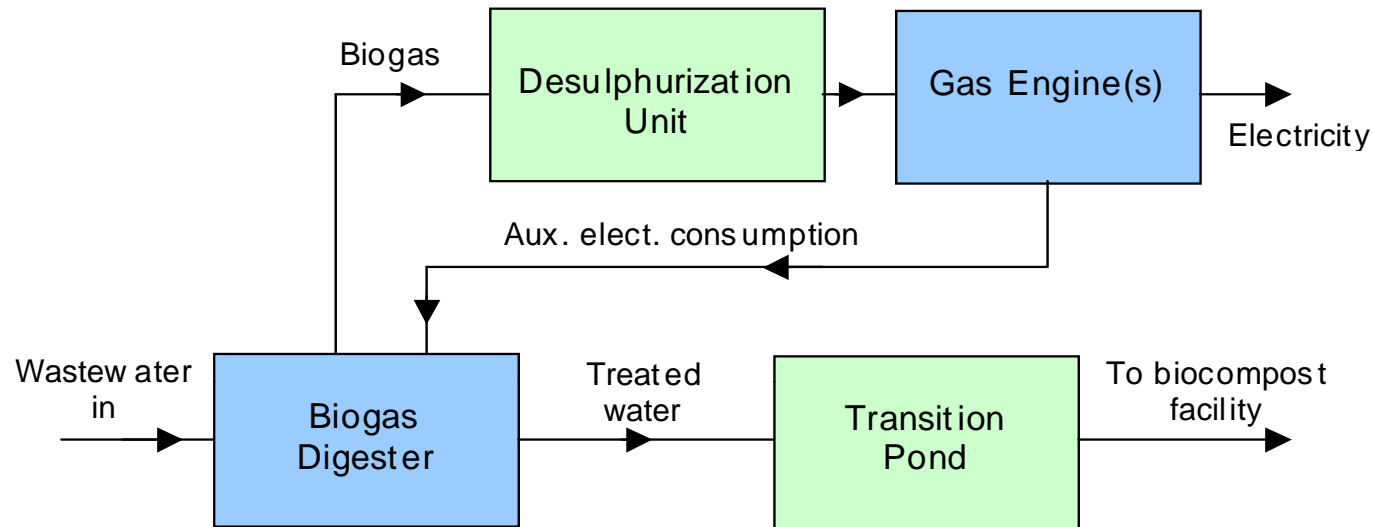 Biogas
Desulphurization
Unit
Gas Engine(s)
Electricity
Aux. elect. consumption
Wastewater
in
Biogas
Digester
Treated
water
Transition
Pond
To biocompost
facility